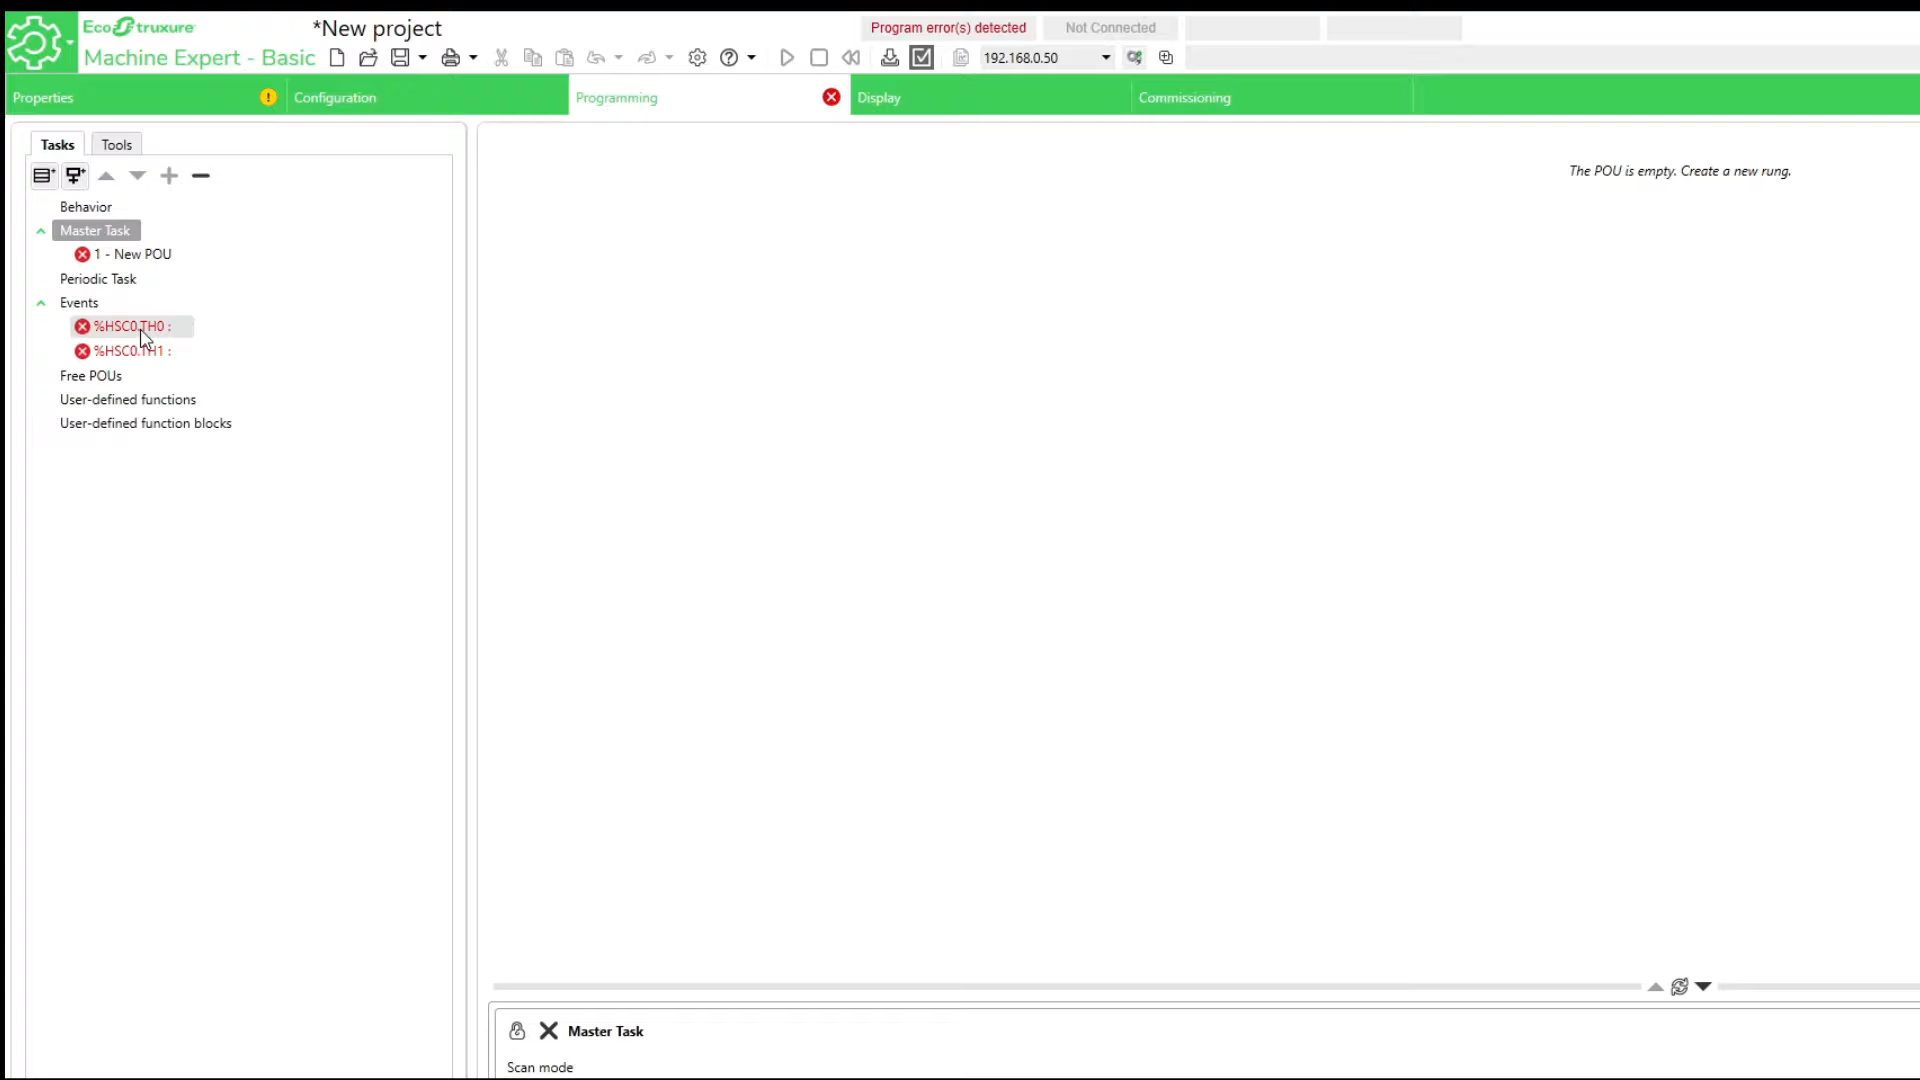 EcoStruxure
*New project
Program error(s) detected
Not Connected
Machine Expert - Basic
192.168.0.50
Properties
Configuration
Programming
Display
Commissioning
Tasks
Tools
The POU is empty. Create a new rung.
Behavior
Master Task
1 - New POU
Periodic Task
Events
%HSC0.TH0 :
%HSC0.TH1 :
Free POUs
User-defined functions
User-defined function blocks
Master Task
Scan mode